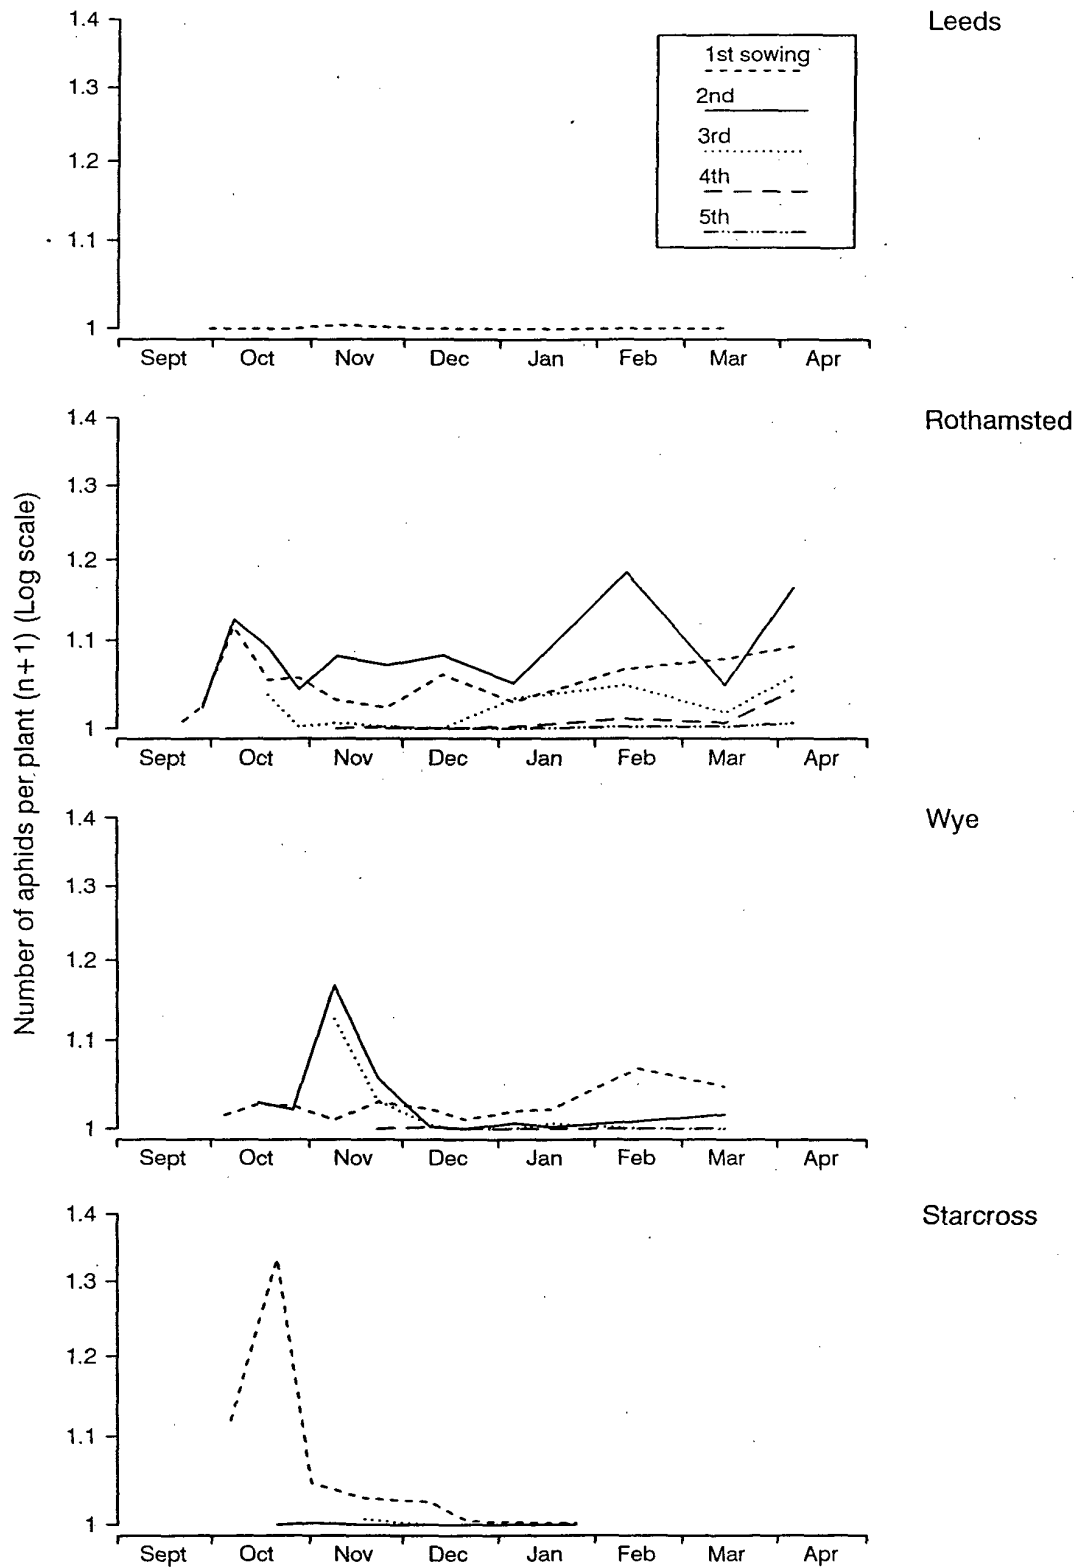 Leeds
1st sowing
2nd
3rd
4th
5th
1.4
1.3
1.2
1.1
1
Sept Oct Nov Dec Jan Feb Mar Apr
Rothamsted
1.4
1.3
1.2
1.1
1
Sept Oct Nov Dec Jan Feb Mar Apr
Number of aphids per plant (n+1) (Log scale)
Wye
1.4
1.3
1.2
1.1
1
Sept Oct Nov Dec Jan Feb Mar Apr
Starcross
1.4
1.3
1.2
1.1
1
Sept Oct Nov Dec Jan Feb Mar Apr